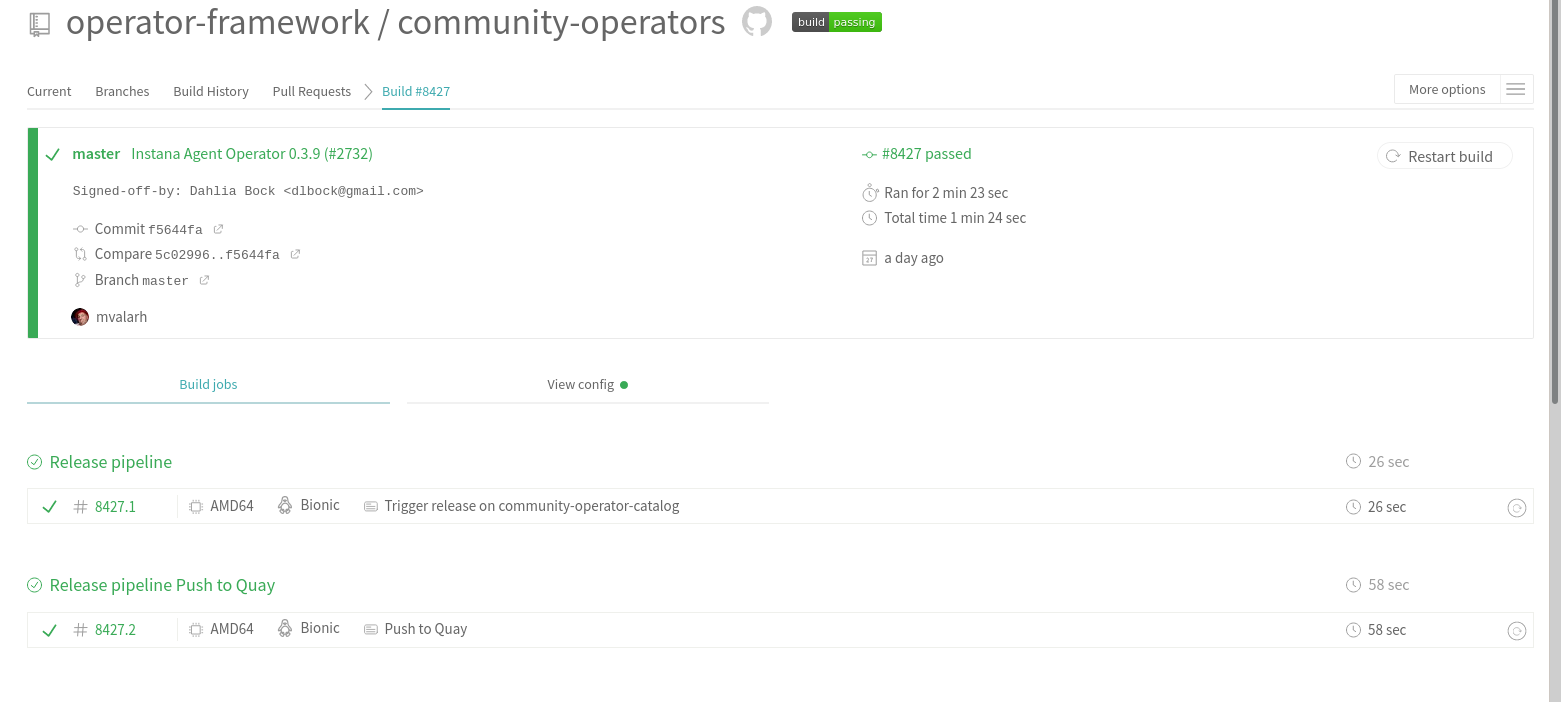 operator-framework / community-operators build passing
Current Branches Build History Pull Requests Build #8427 More options
master Instana Agent Operator 0.3.9 (#2732)
Signed-off-by: Dahlia Bock <dlbock@gmail.com>
Commit f5644fa
Compare 5c02996..f5644fa
Branch master
mvalarh
#8427 passed
Ran for 2 min 23 sec
Total time 1 min 24 sec
27 a day ago
Restart build
Build jobs View config
Release pipeline 26 sec
# 8427.1 AMD64 Bionic Trigger release on community-operator-catalog 26 sec
Release pipeline Push to Quay 58 sec
# 8427.2 AMD64 Bionic Push to Quay 58 sec